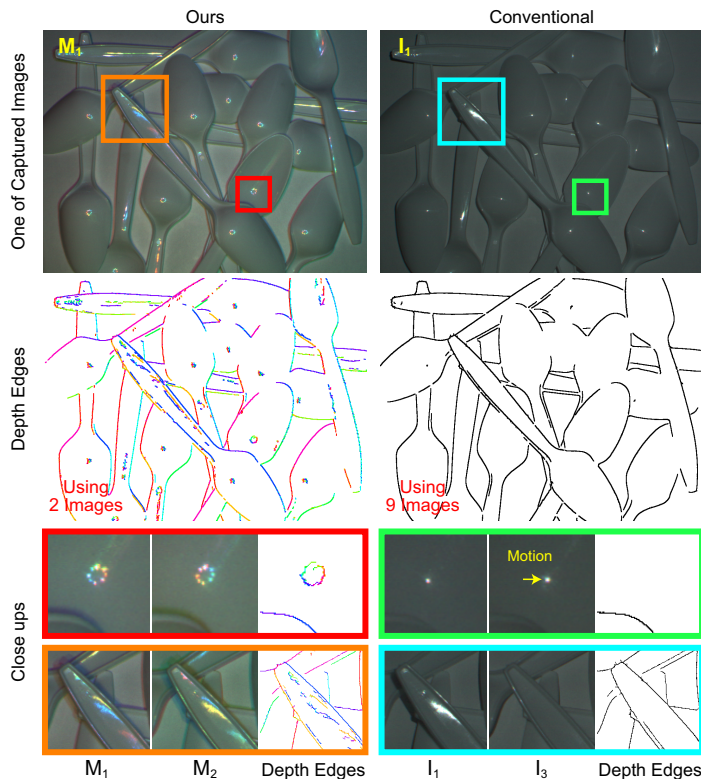 Ours
Conventional
One of Captured Images
M₁
I₁
Depth Edges
Using
2 Images
Using
9 Images
Close ups
Motion
M₁
M₂
Depth Edges
I₁
I₃
Depth Edges